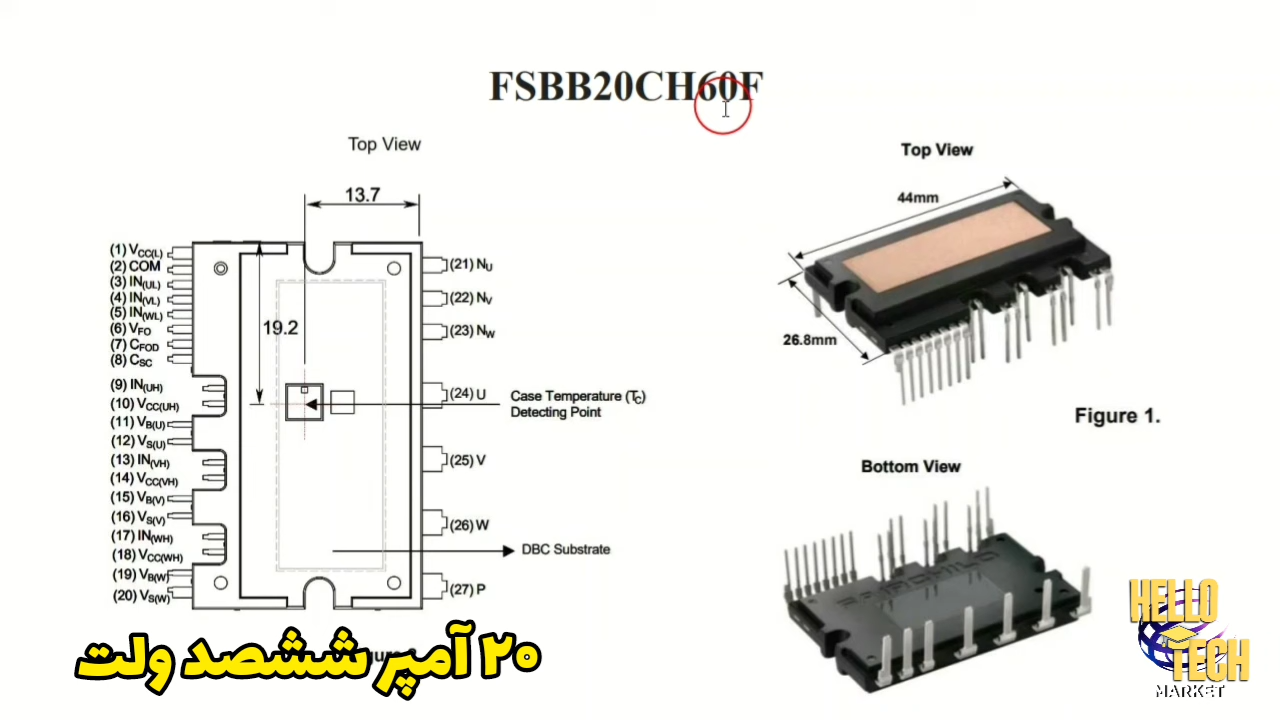 FSBB20CH60F
Top View
13.7
19.2
(1) VCC(L)
(2) COM
(3) IN(UL)
(4) IN(VL)
(5) IN(WL)
(6) VFO
(7) CFOD
(8) CSC
(9) IN(UH)
(10) VCC(UH)
(11) VB(U)
(12) VS(U)
(13) IN(VH)
(14) VCC(VH)
(15) VB(V)
(16) VS(V)
(17) IN(WH)
(18) VCC(WH)
(19) VB(W)
(20) VS(W)
(21) NU
(22) NV
(23) NW
(24) U
(25) V
(26) W
(27) P
Case Temperature (TC)
Detecting Point
DBC Substrate
۲۰ آمپر ششصد ولت
Top View
44mm
26.8mm
Figure 1.
Bottom View
FAIRCHILD
HELLO
TECH
MARKET